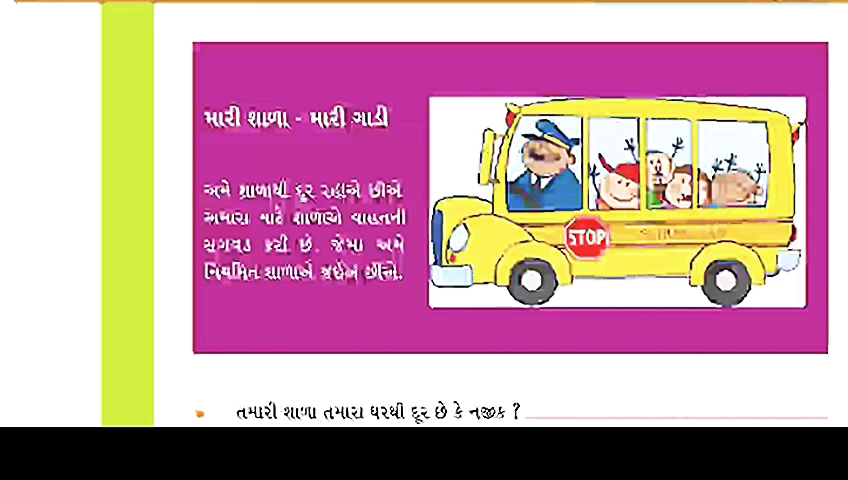 મારી શાળા - મારી ગાડી
અમે શાળાથી દૂર રહીએ છીએ.
અમારા માટે શાળાએ વાહનની
સગવડ કરી છે. જેમાં અમે
નિયમિત શાળાએ જઈએ છીએ.
STOP
તમારી શાળા તમારા ઘરથી દૂર છે કે નજીક ?